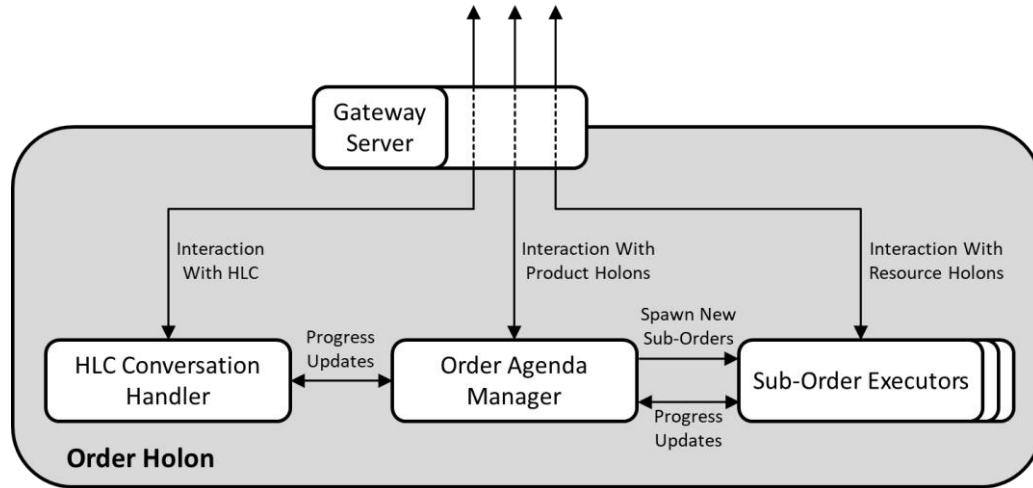 Gateway
Server
Interaction
With HLC
Interaction With
Product Holons
Interaction With
Resource Holons
Spawn New
Sub-Orders
Progress
Updates
HLC Conversation
Handler
Order Agenda
Manager
Sub-Order Executors
Progress
Updates
Order Holon